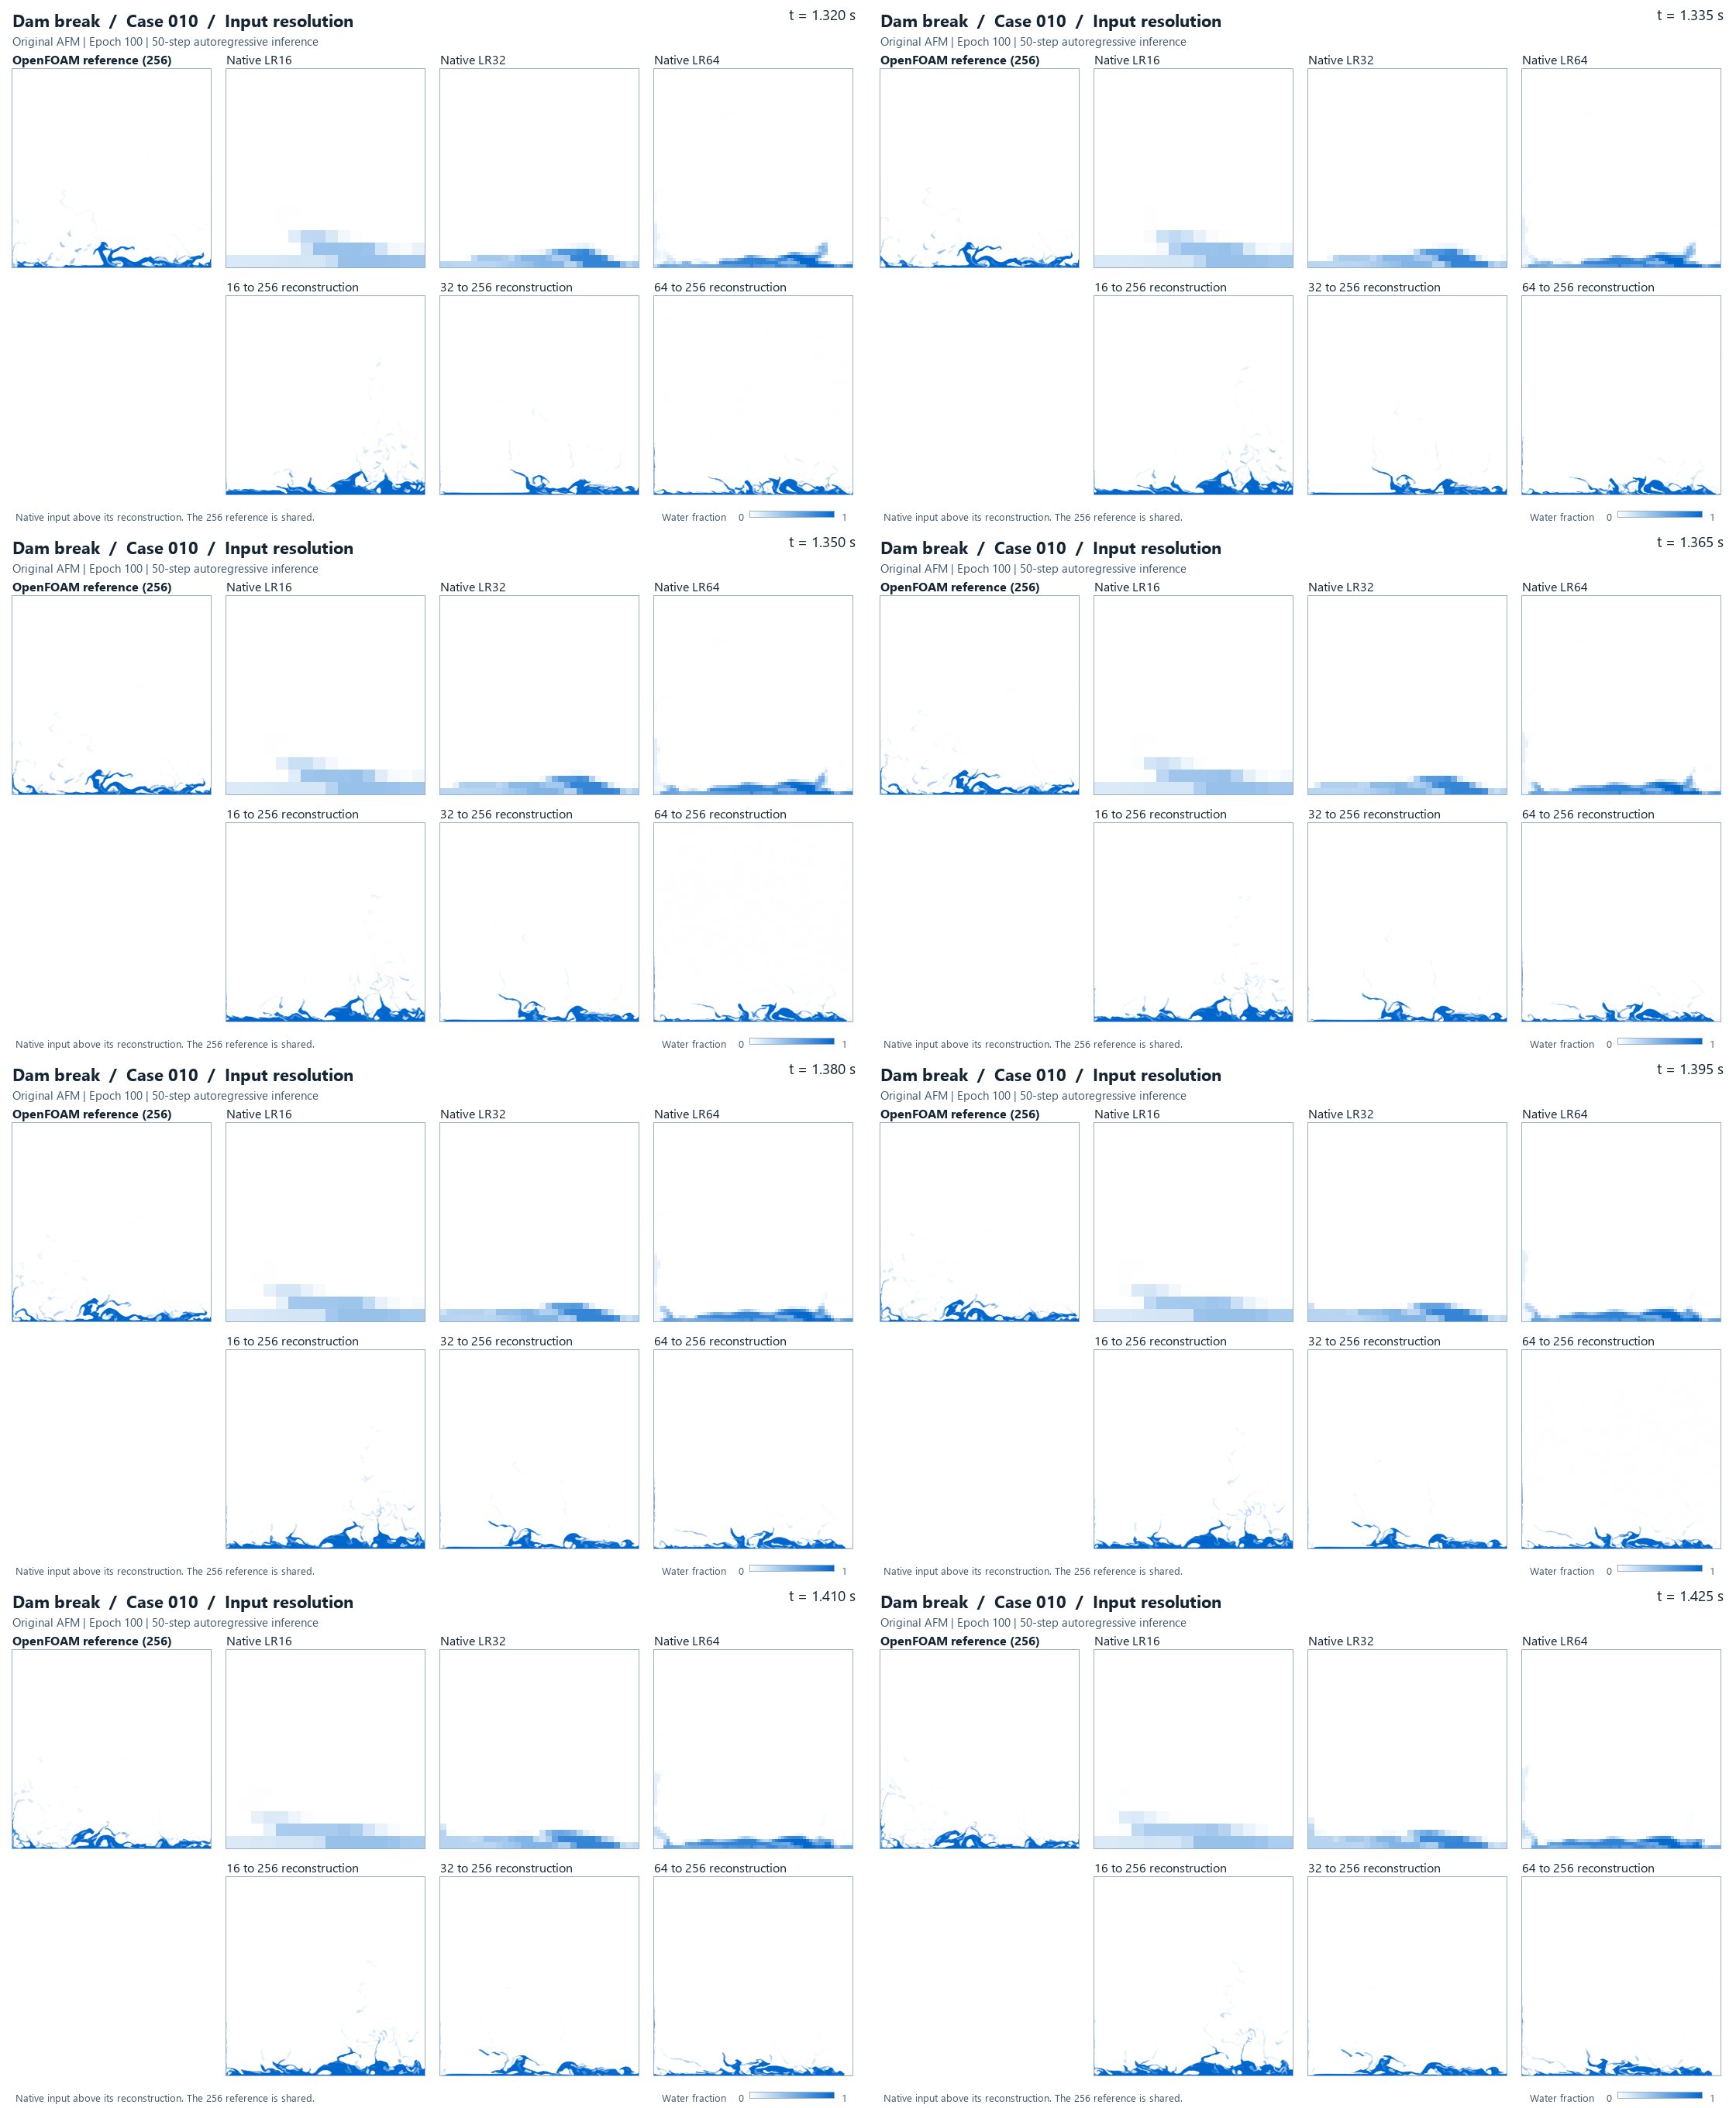 Dam break / Case 010 / Input resolution
t = 1.320 s
Original AFM | Epoch 100 | 50-step autoregressive inference
OpenFOAM reference (256)
Native LR16
Native LR32
Native LR64
16 to 256 reconstruction
32 to 256 reconstruction
64 to 256 reconstruction
Native input above its reconstruction. The 256 reference is shared.
Water fraction 0 1
Dam break / Case 010 / Input resolution
t = 1.335 s
Original AFM | Epoch 100 | 50-step autoregressive inference
OpenFOAM reference (256)
Native LR16
Native LR32
Native LR64
16 to 256 reconstruction
32 to 256 reconstruction
64 to 256 reconstruction
Native input above its reconstruction. The 256 reference is shared.
Water fraction 0 1
Dam break / Case 010 / Input resolution
t = 1.350 s
Original AFM | Epoch 100 | 50-step autoregressive inference
OpenFOAM reference (256)
Native LR16
Native LR32
Native LR64
16 to 256 reconstruction
32 to 256 reconstruction
64 to 256 reconstruction
Native input above its reconstruction. The 256 reference is shared.
Water fraction 0 1
Dam break / Case 010 / Input resolution
t = 1.365 s
Original AFM | Epoch 100 | 50-step autoregressive inference
OpenFOAM reference (256)
Native LR16
Native LR32
Native LR64
16 to 256 reconstruction
32 to 256 reconstruction
64 to 256 reconstruction
Native input above its reconstruction. The 256 reference is shared.
Water fraction 0 1
Dam break / Case 010 / Input resolution
t = 1.380 s
Original AFM | Epoch 100 | 50-step autoregressive inference
OpenFOAM reference (256)
Native LR16
Native LR32
Native LR64
16 to 256 reconstruction
32 to 256 reconstruction
64 to 256 reconstruction
Native input above its reconstruction. The 256 reference is shared.
Water fraction 0 1
Dam break / Case 010 / Input resolution
t = 1.395 s
Original AFM | Epoch 100 | 50-step autoregressive inference
OpenFOAM reference (256)
Native LR16
Native LR32
Native LR64
16 to 256 reconstruction
32 to 256 reconstruction
64 to 256 reconstruction
Native input above its reconstruction. The 256 reference is shared.
Water fraction 0 1
Dam break / Case 010 / Input resolution
t = 1.410 s
Original AFM | Epoch 100 | 50-step autoregressive inference
OpenFOAM reference (256)
Native LR16
Native LR32
Native LR64
16 to 256 reconstruction
32 to 256 reconstruction
64 to 256 reconstruction
Native input above its reconstruction. The 256 reference is shared.
Water fraction 0 1
Dam break / Case 010 / Input resolution
t = 1.425 s
Original AFM | Epoch 100 | 50-step autoregressive inference
OpenFOAM reference (256)
Native LR16
Native LR32
Native LR64
16 to 256 reconstruction
32 to 256 reconstruction
64 to 256 reconstruction
Native input above its reconstruction. The 256 reference is shared.
Water fraction 0 1